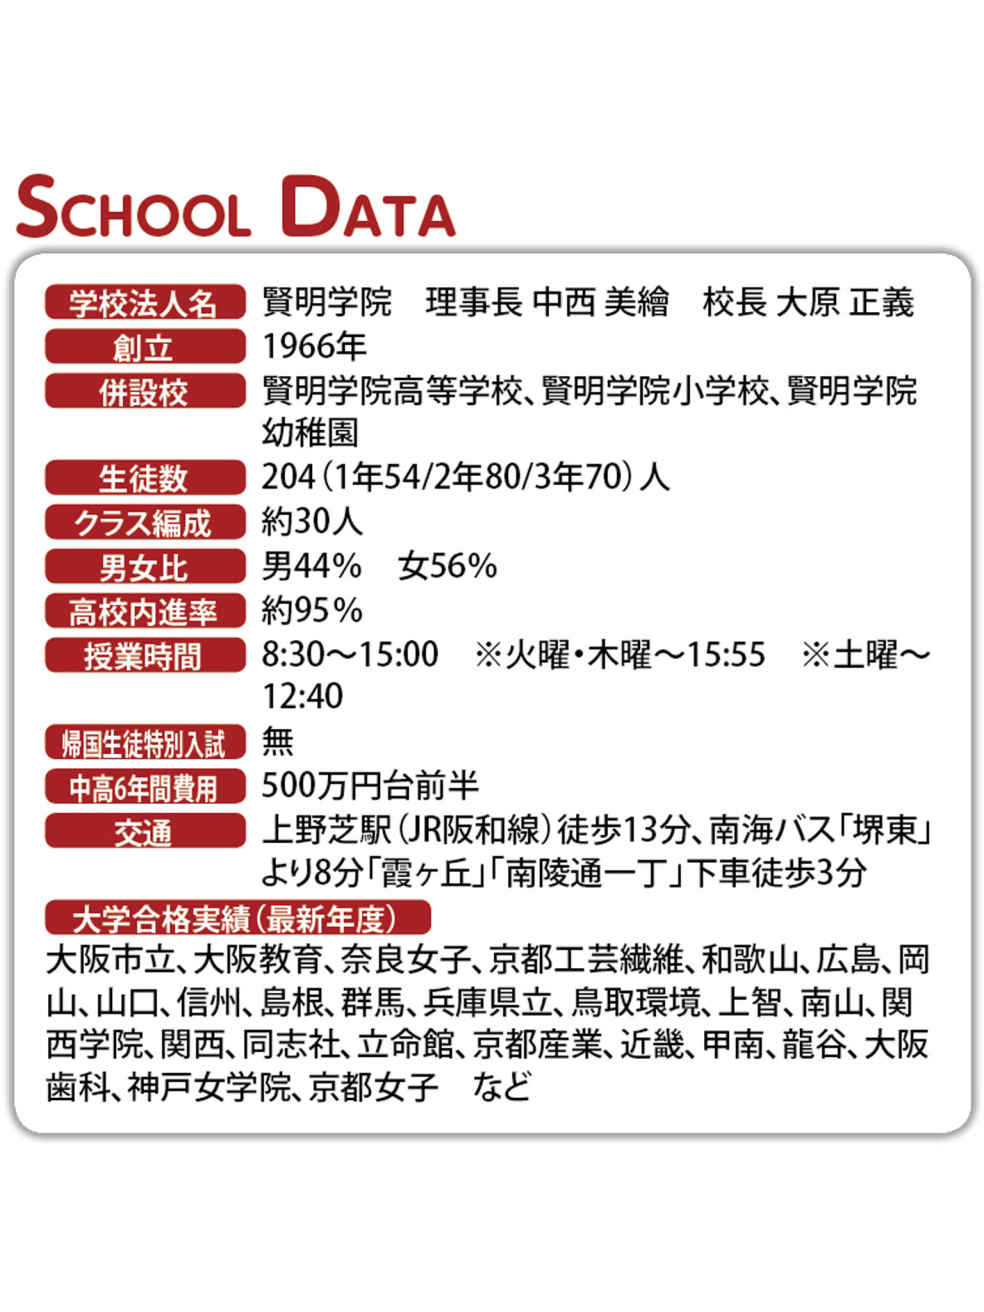 SCHOOL DATA
学校法人名 賢明学院 理事長 中西 美繪 校長 大原 正義
創立 1966年
併設校 賢明学院高等学校、賢明学院小学校、賢明学院
幼稚園
生徒数 204（1年54/2年80/3年70）人
クラス編成 約30人
男女比 男44% 女56%
高校内進率 約95%
授業時間 8:30～15:00 ※火曜・木曜～15:55 ※土曜～
12:40
帰国生徒特別入試 無
中高6年間費用 500万円台前半
交通 上野芝駅（JR阪和線）徒歩13分、南海バス「堺東」
より8分「霞ヶ丘」「南陵通一丁」下車徒歩3分
大学合格実績（最新年度）
大阪市立、大阪教育、奈良女子、京都工芸繊維、和歌山、広島、岡
山、山口、信州、島根、群馬、兵庫県立、鳥取環境、上智、南山、関
西学院、関西、同志社、立命館、京都産業、近畿、甲南、龍谷、大阪
歯科、神戸女学院、京都女子 など